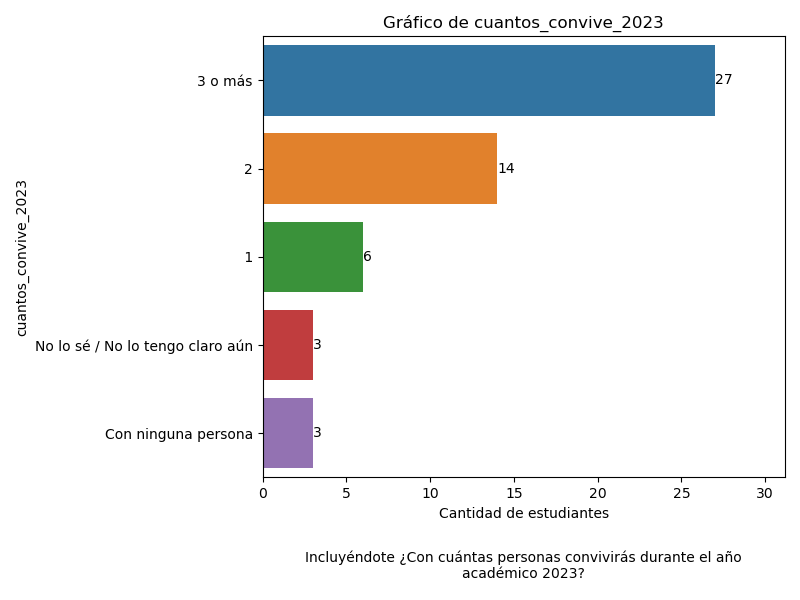 Gráfico de cuantos_convive_2023
cuantos_convive_2023
3 o más
27
2
14
1
6
No lo sé / No lo tengo claro aún
3
Con ninguna persona
3
0 5 10 15 20 25 30
Cantidad de estudiantes
Incluyéndote ¿Con cuántas personas convivirás durante el año
académico 2023?